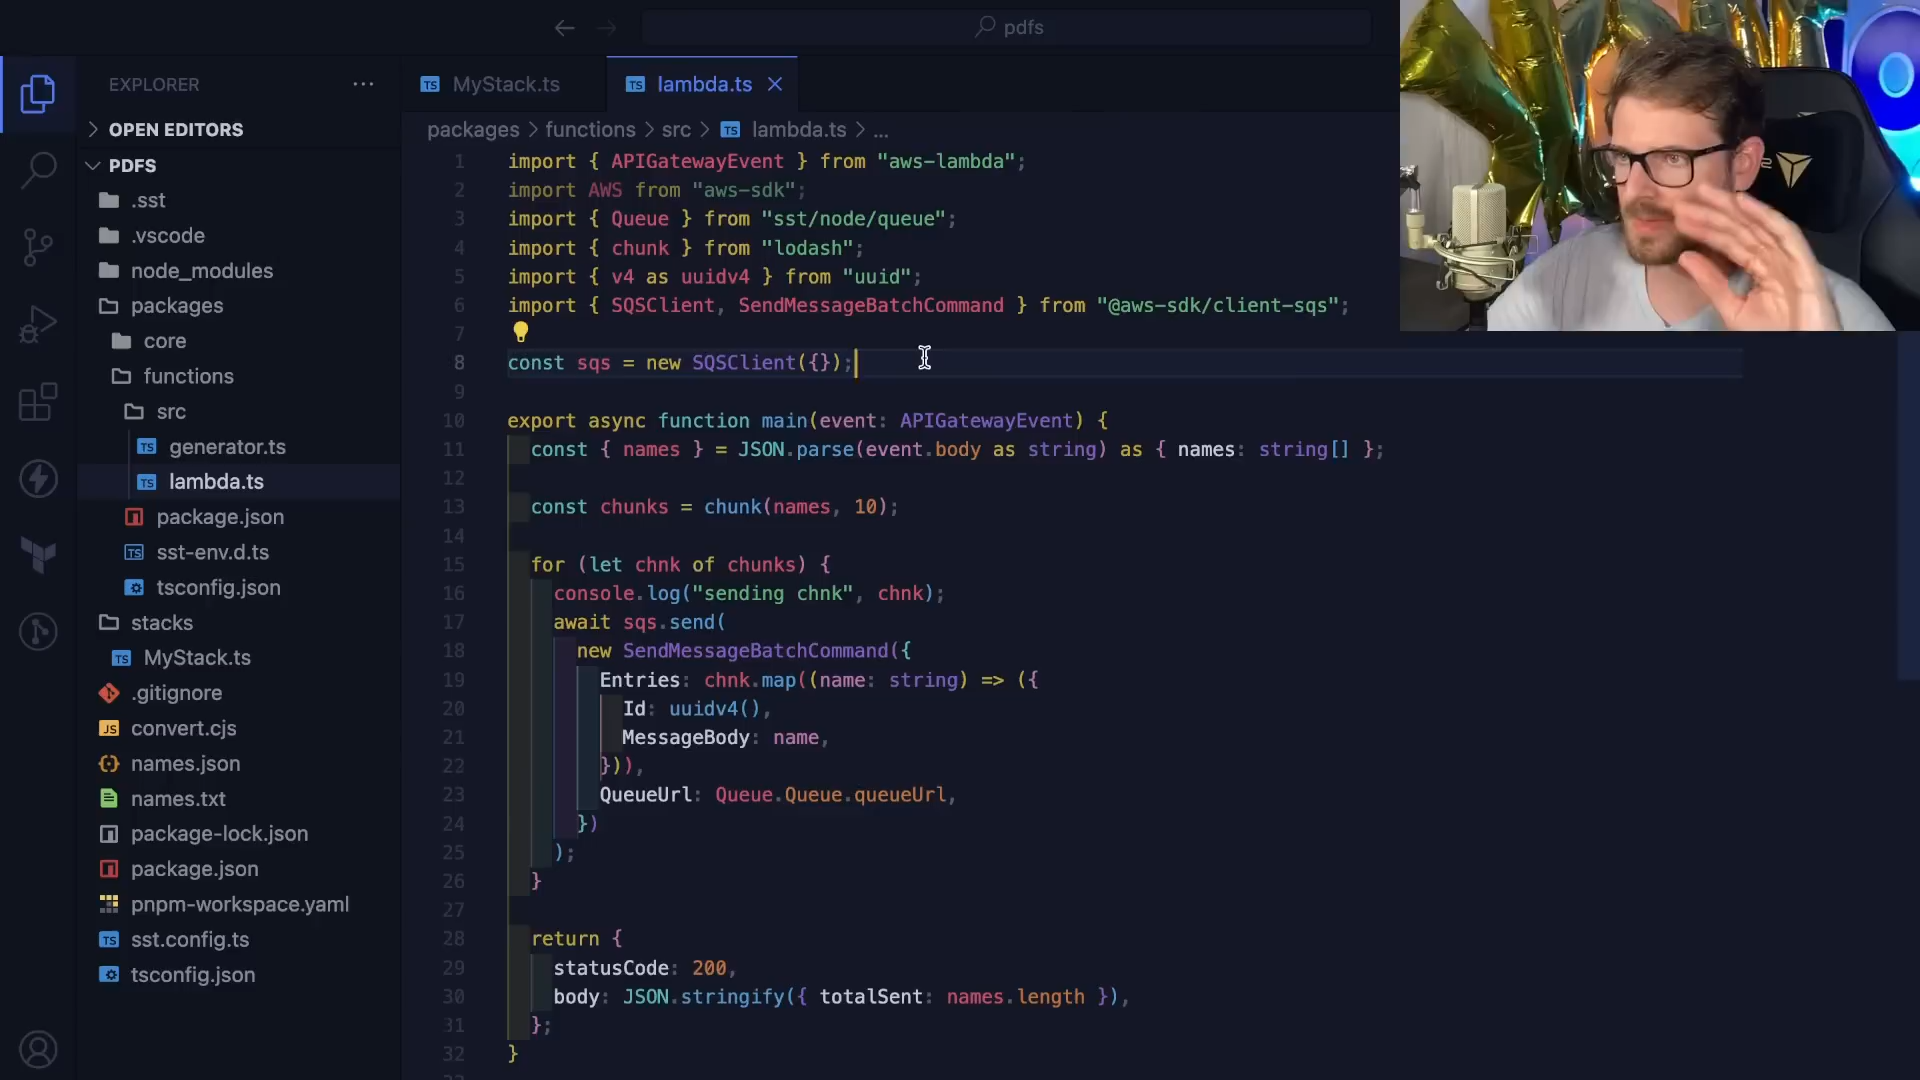 pdfs
EXPLORER
MyStack.ts
lambda.ts
OPEN EDITORS
packages > functions > src > TS lambda.ts > ...
PDFS
.sst
.vscode
node_modules
packages
core
functions
src
TS generator.ts
TS lambda.ts
package.json
TS sst-env.d.ts
tsconfig.json
stacks
TS MyStack.ts
.gitignore
JS convert.cjs
names.json
names.txt
package-lock.json
package.json
pnpm-workspace.yaml
TS sst.config.ts
tsconfig.json
1 import { APIGatewayEvent } from "aws-lambda";
2 import AWS from "aws-sdk";
3 import { Queue } from "sst/node/queue";
4 import { chunk } from "lodash";
5 import { v4 as uuidv4 } from "uuid";
6 import { SQSClient, SendMessageBatchCommand } from "@aws-sdk/client-sqs";
7
8 const sqs = new SQSClient({});
9
10 export async function main(event: APIGatewayEvent) {
11 const { names } = JSON.parse(event.body as string) as { names: string[] };
12
13 const chunks = chunk(names, 10);
14
15 for (let chnk of chunks) {
16 console.log("sending chnk", chnk);
17 await sqs.send(
18 new SendMessageBatchCommand({
19 Entries: chnk.map((name: string) => ({
20 Id: uuidv4(),
21 MessageBody: name,
22 })),
23 QueueUrl: Queue.Queue.queueUrl,
24 })
25 );
26 }
27
28 return {
29 statusCode: 200,
30 body: JSON.stringify({ totalSent: names.length }),
31 };
32 }